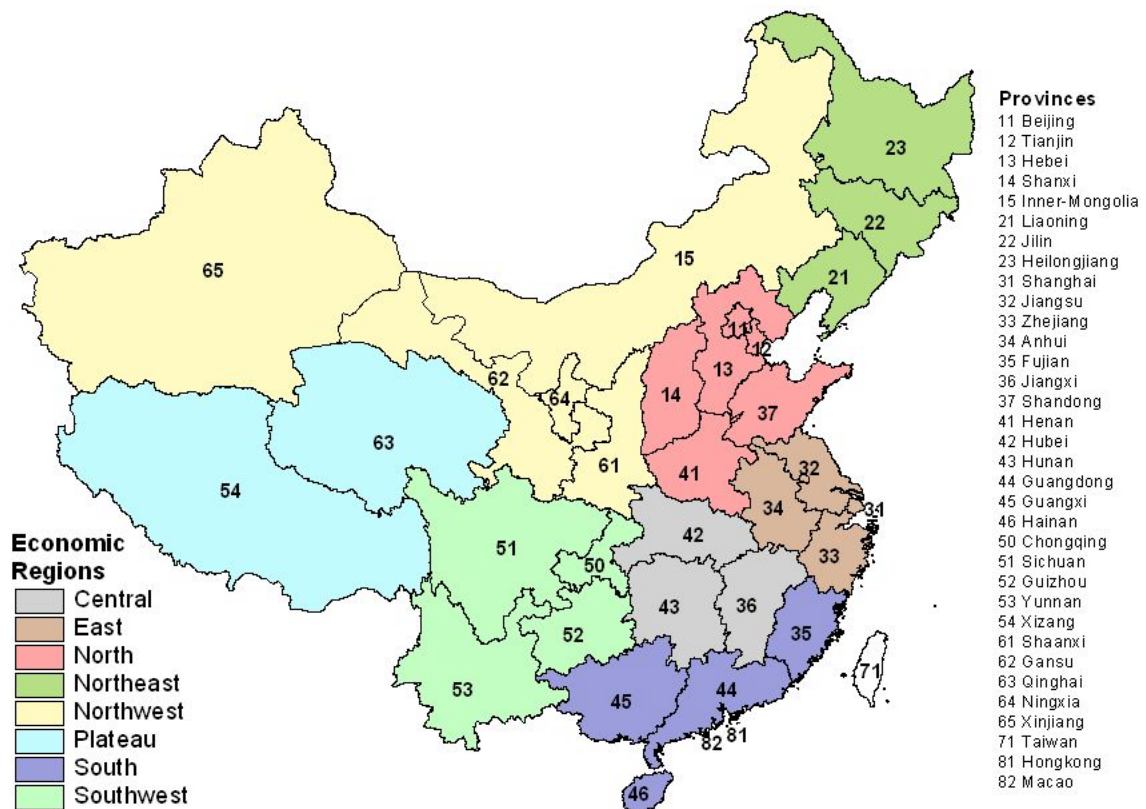 23
22
21
15
65
11
12
62
13
64
14
37
63
61
41
32
54
34
31
42
51
33
50
43
36
52
35
53
44
71
45
81
82
46
Economic
Regions
Central
East
North
Northeast
Northwest
Plateau
South
Southwest
Provinces
11 Beijing
12 Tianjin
13 Hebei
14 Shanxi
15 Inner-Mongolia
21 Liaoning
22 Jilin
23 Heilongjiang
31 Shanghai
32 Jiangsu
33 Zhejiang
34 Anhui
35 Fujian
36 Jiangxi
37 Shandong
41 Henan
42 Hubei
43 Hunan
44 Guangdong
45 Guangxi
46 Hainan
50 Chongqing
51 Sichuan
52 Guizhou
53 Yunnan
54 Xizang
61 Shaanxi
62 Gansu
63 Qinghai
64 Ningxia
65 Xinjiang
71 Taiwan
81 Hongkong
82 Macao